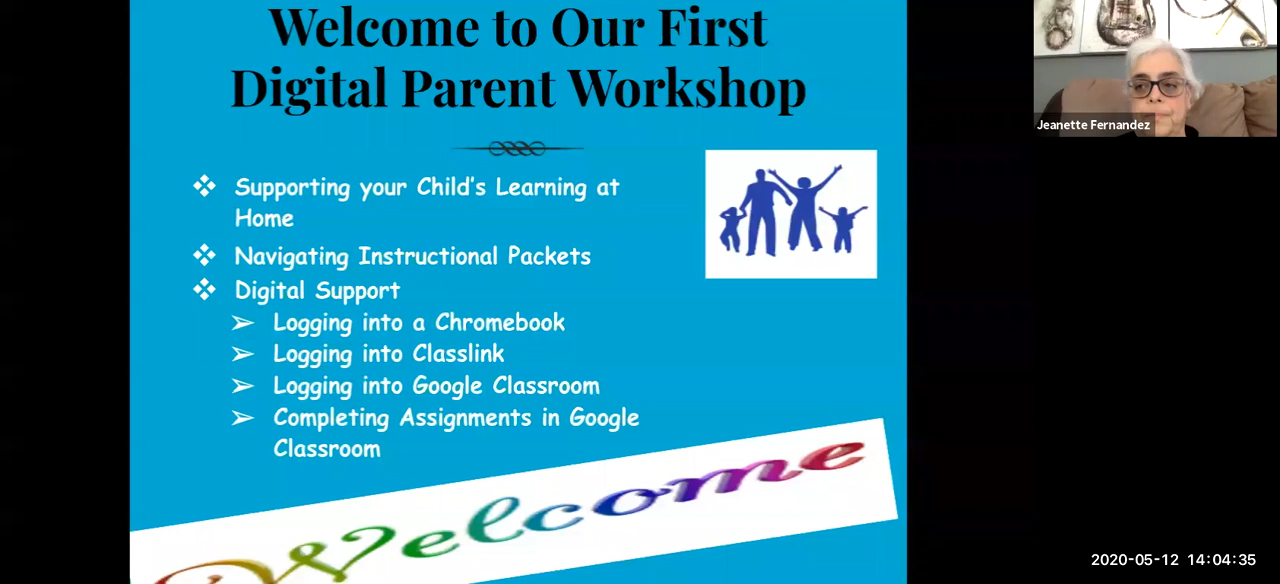 Welcome to Our First
Digital Parent Workshop
❖ Supporting your Child's Learning at
Home
❖ Navigating Instructional Packets
❖ Digital Support
➢ Logging into a Chromebook
➢ Logging into Classlink
➢ Logging into Google Classroom
➢ Completing Assignments in Google
Classroom
Welcome
Jeanette Fernandez
2020-05-12 14:04:35